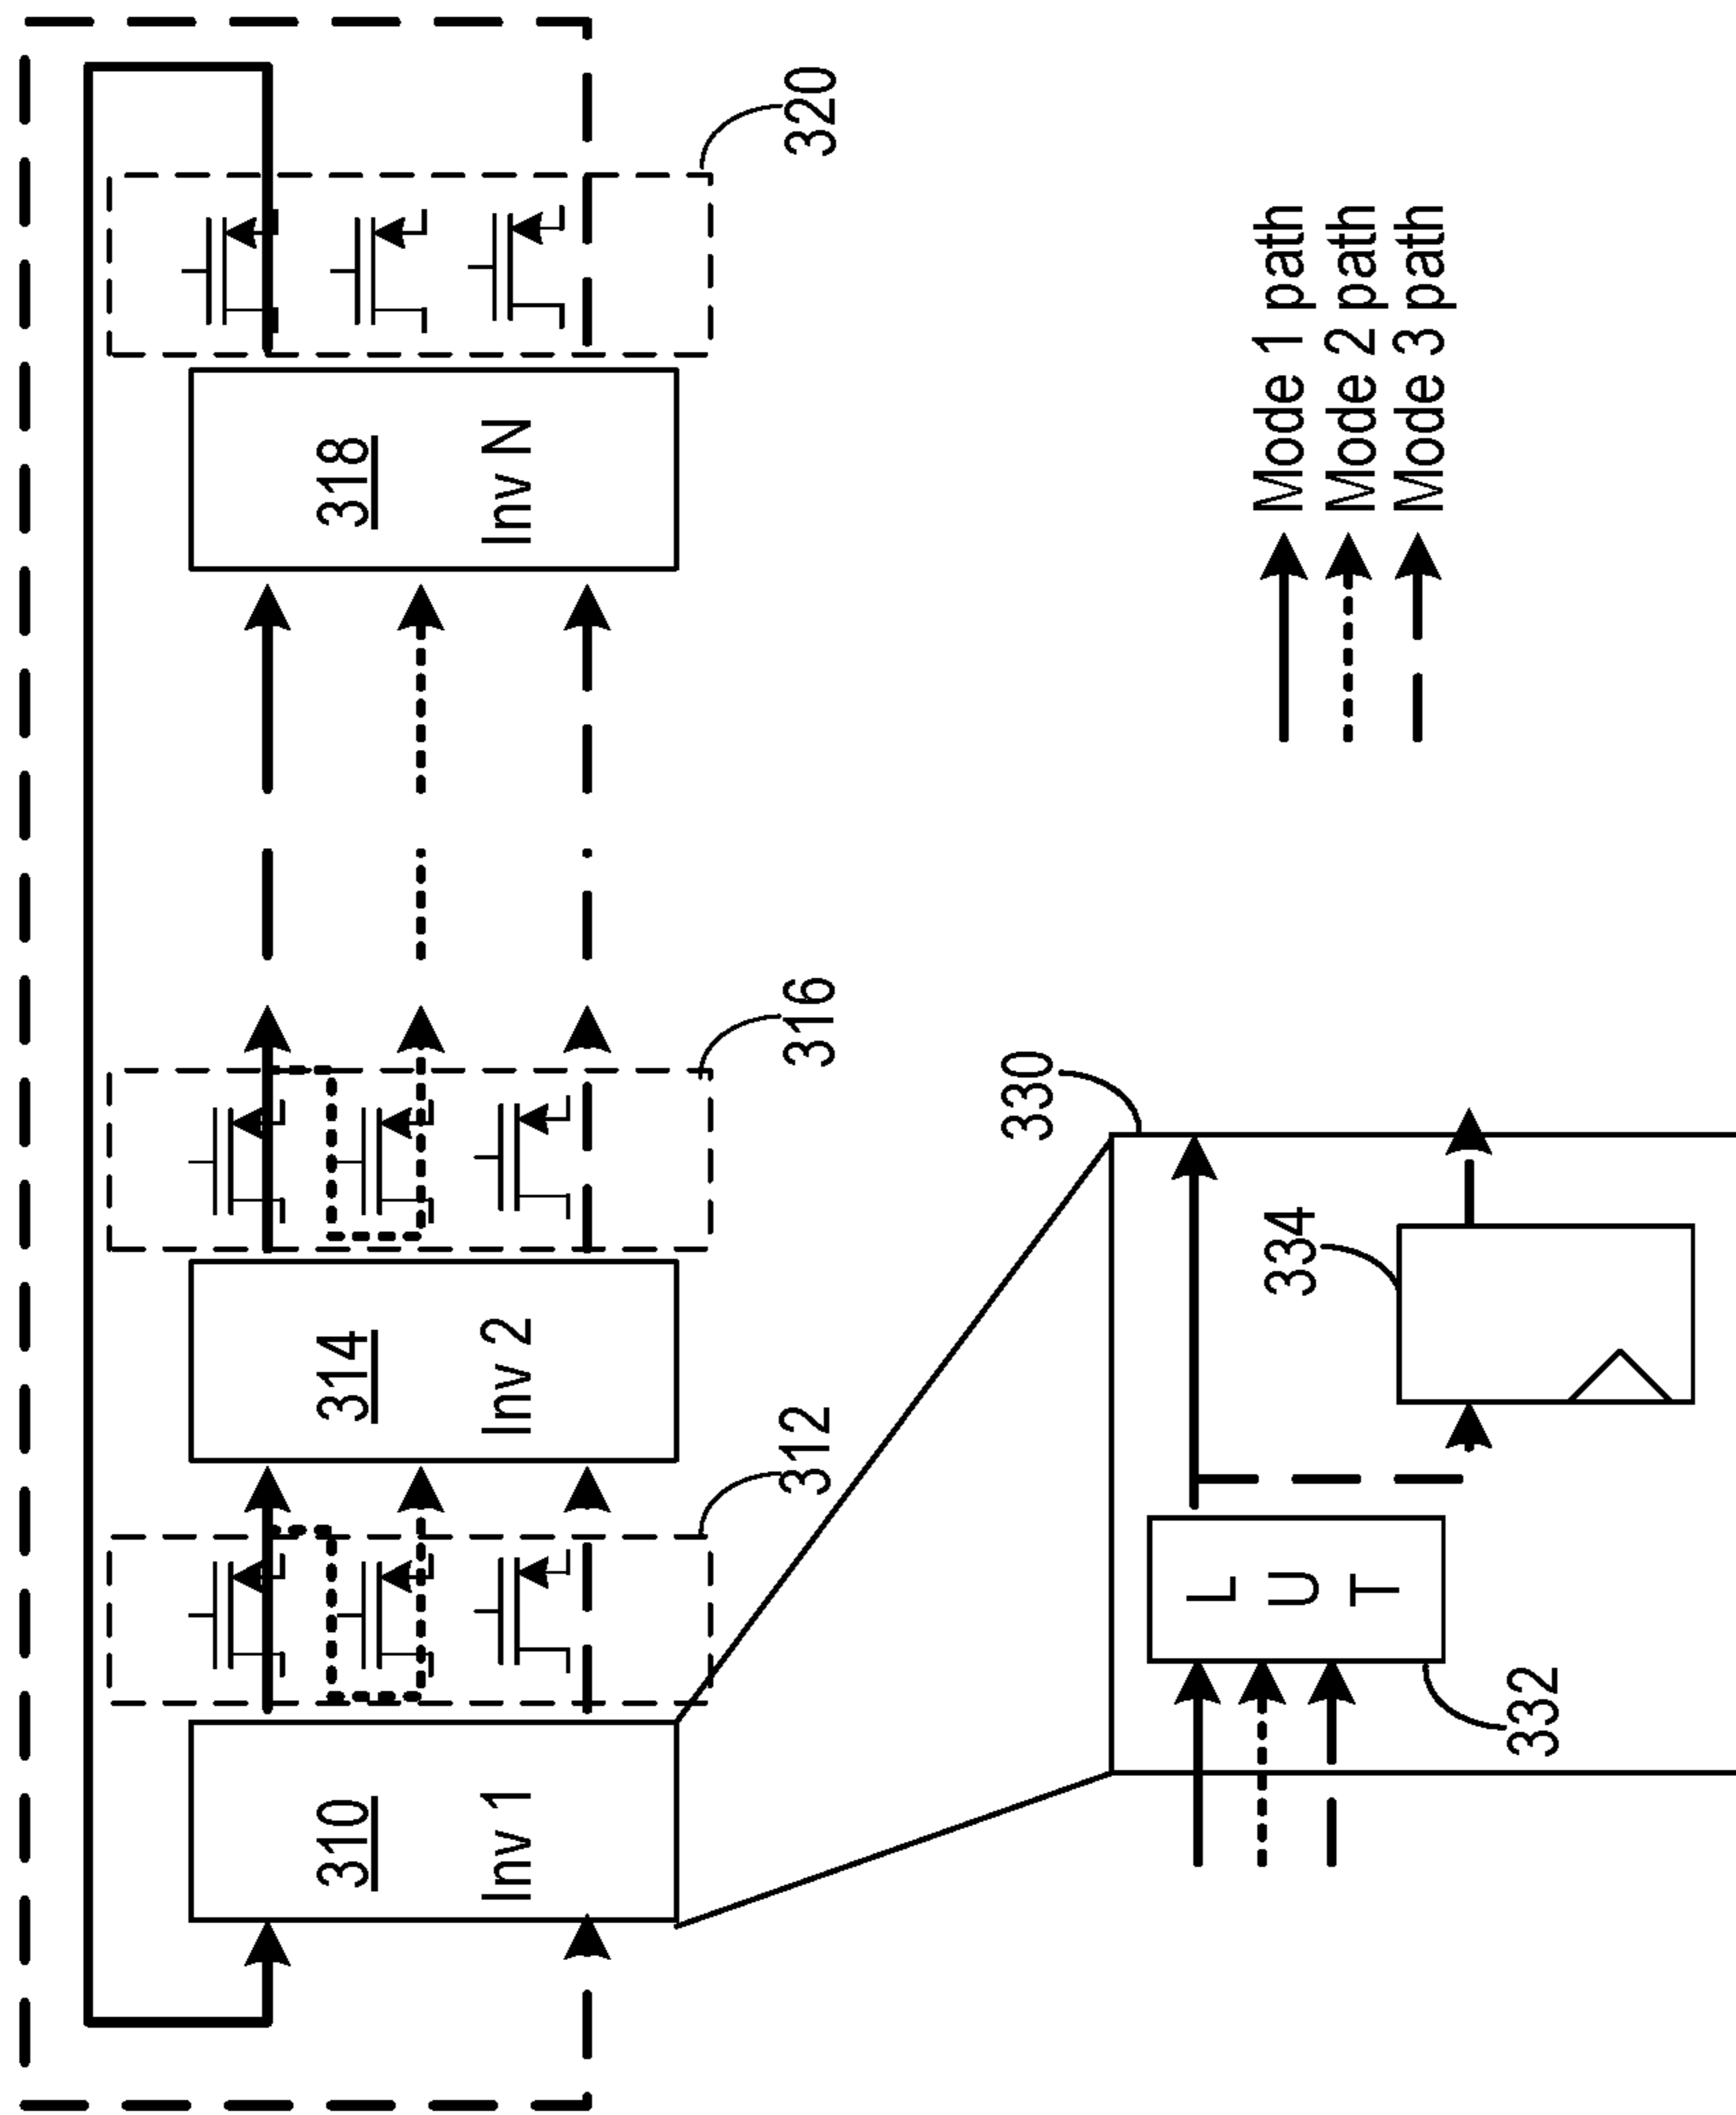 310
Inv 1
312
314
Inv 2
316
318
Inv N
320
330
332
L
U
T
334
Mode 1 path
Mode 2 path
Mode 3 path